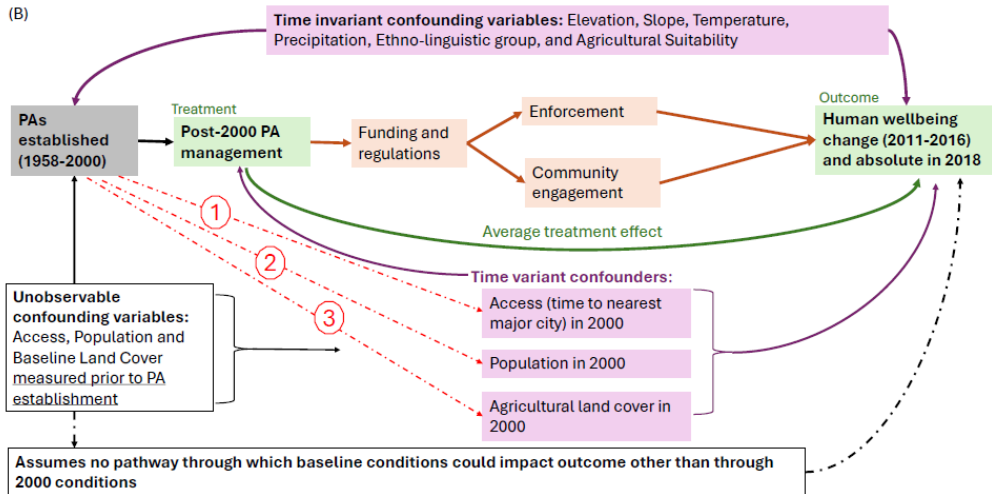 (B)
Time invariant confounding variables: Elevation, Slope, Temperature,
Precipitation, Ethno-linguistic group, and Agricultural Suitability
PAs
established
(1958-2000)
Treatment
Post-2000 PA
management
Funding and
regulations
Enforcement
Community
engagement
Outcome
Human wellbeing
change (2011-2016)
and absolute in 2018
Average treatment effect
1
2
3
Time variant confounders:
Access (time to nearest
major city) in 2000
Population in 2000
Agricultural land cover in
2000
Unobservable
confounding variables:
Access, Population and
Baseline Land Cover
measured prior to PA
establishment
Assumes no pathway through which baseline conditions could impact outcome other than through
2000 conditions